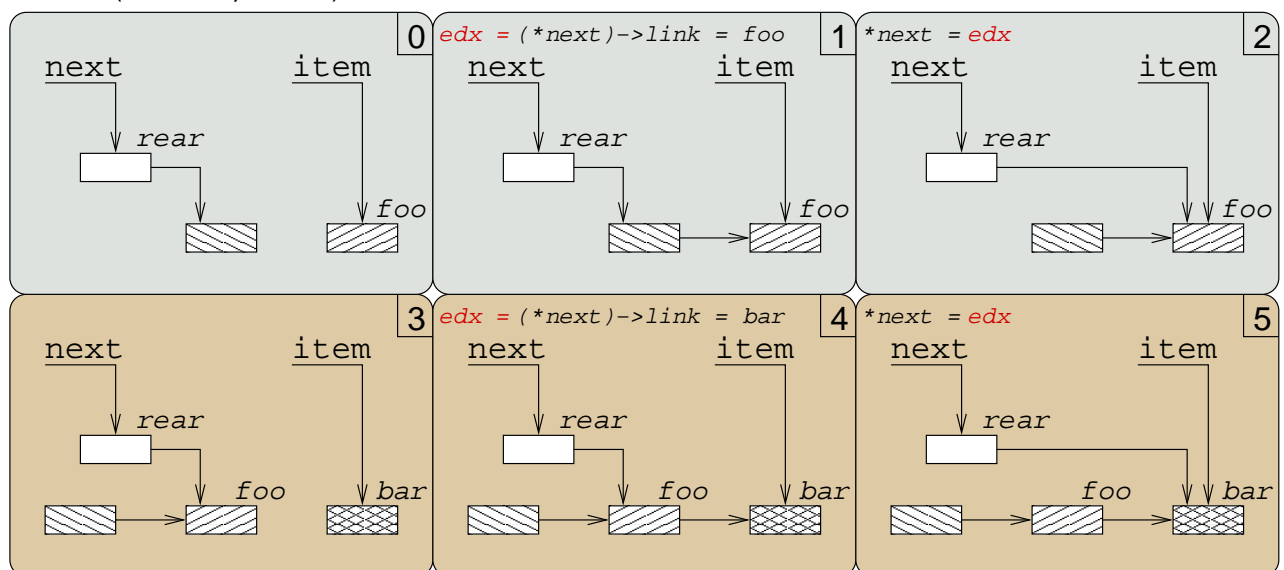 0
next item
rear
foo
edx = (*next)->link = foo 1
next item
rear
foo
*next = edx 2
next item
rear
foo
3
next item
rear
foo bar
edx = (*next)->link = bar 4
next item
rear
foo bar
*next = edx 5
next item
rear
foo bar